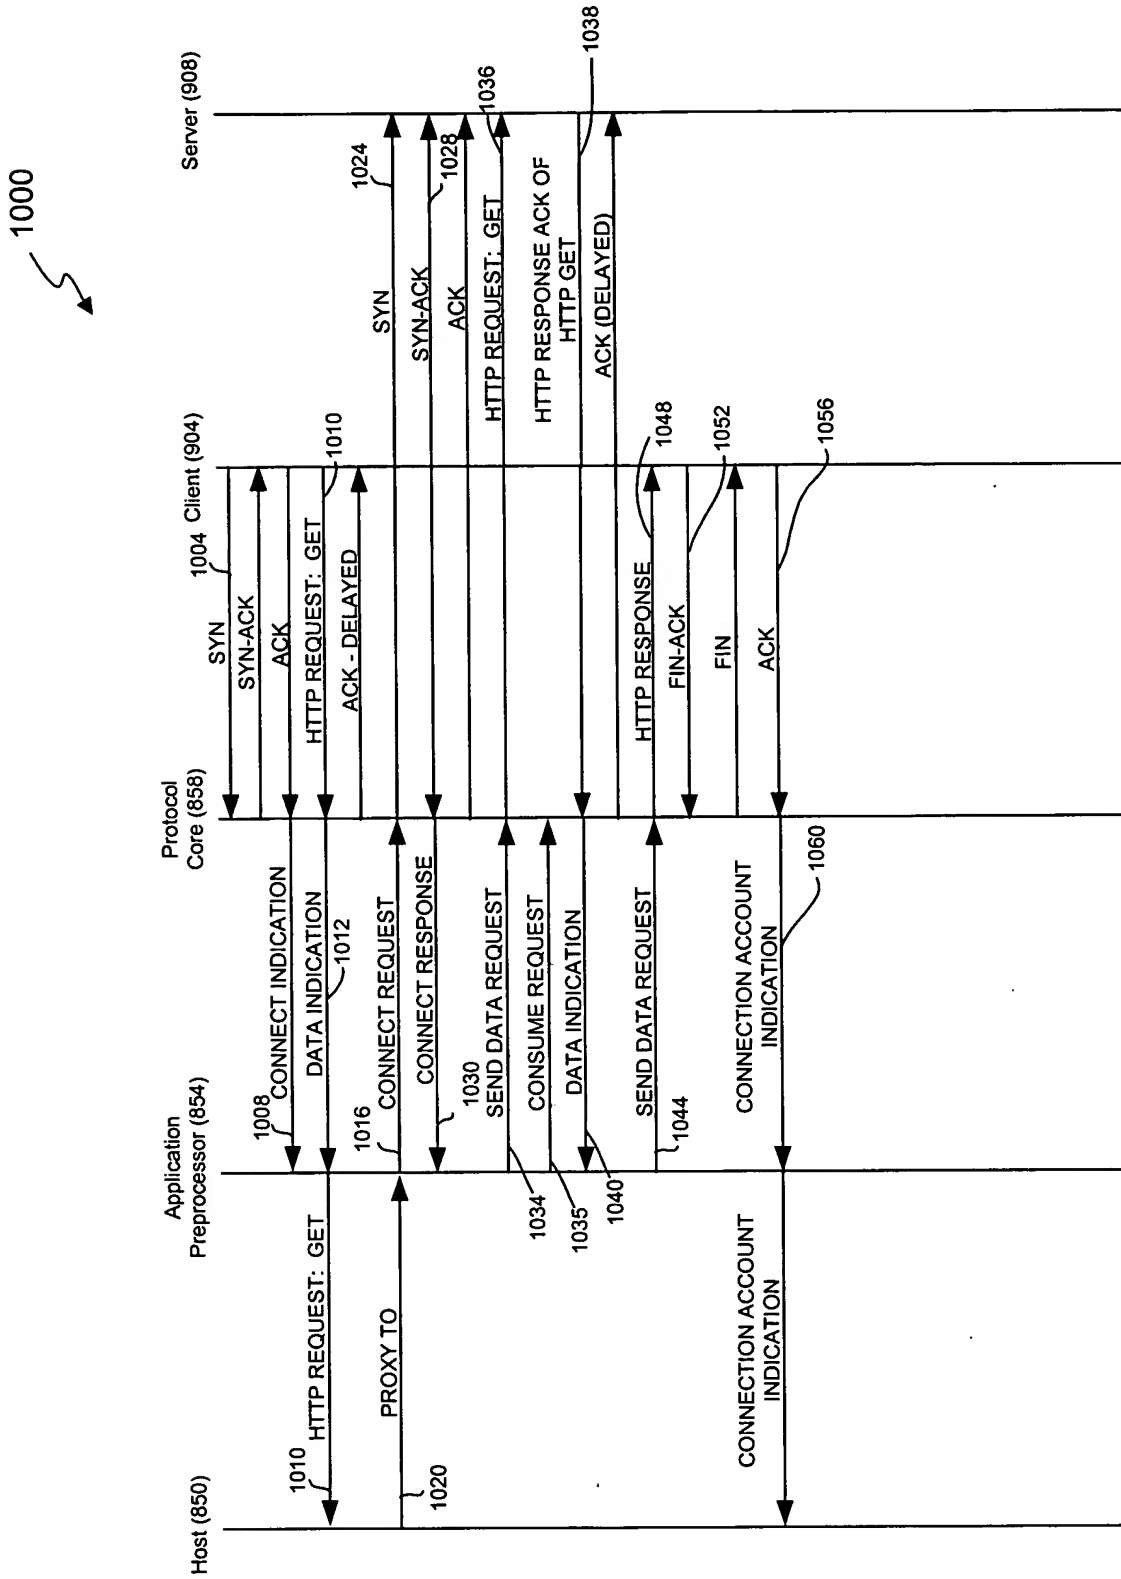 1000
Host (850)
Application
Preprocessor (854)
Protocol
Core (858)
Client (904)
Server (908)
SYN
1004
SYN-ACK
ACK
CONNECT INDICATION
1008
HTTP REQUEST: GET
1010
DATA INDICATION
1012
HTTP REQUEST: GET
1010
ACK - DELAYED
PROXY TO
1020
CONNECT REQUEST
1016
SYN
1024
CONNECT RESPONSE
1030
SYN-ACK
1028
ACK
SEND DATA REQUEST
1034
HTTP REQUEST: GET
1036
CONSUME REQUEST
1035
DATA INDICATION
1040
HTTP RESPONSE ACK OF
HTTP GET
1038
ACK (DELAYED)
SEND DATA REQUEST
1044
HTTP RESPONSE
1048
FIN-ACK
1052
FIN
ACK
1056
CONNECTION ACCOUNT
INDICATION
1060
CONNECTION ACCOUNT
INDICATION